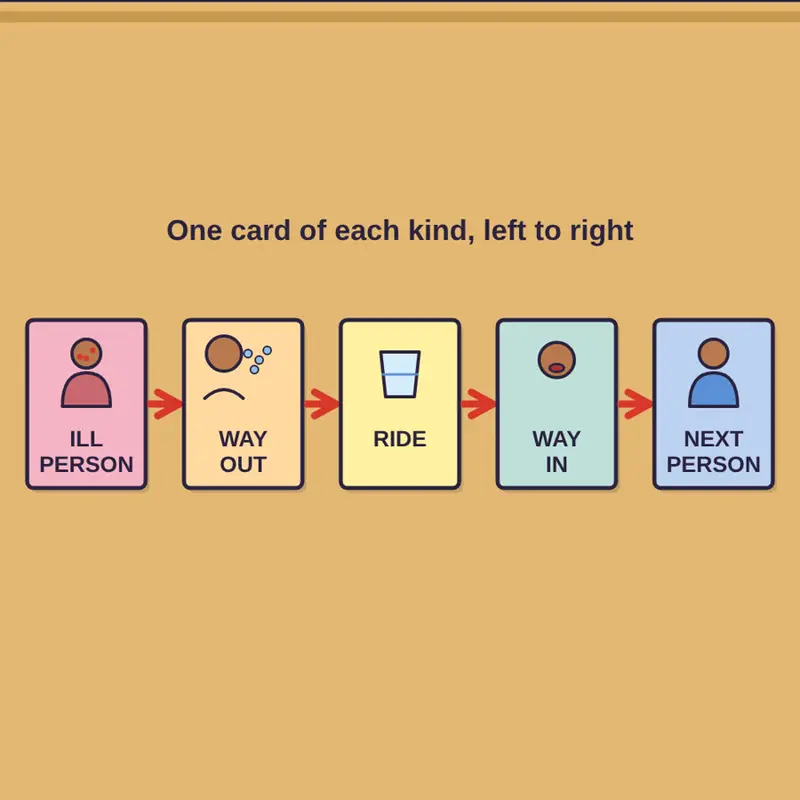 One card of each kind, left to right
ILL
PERSON
WAY
OUT
RIDE
WAY
IN
NEXT
PERSON